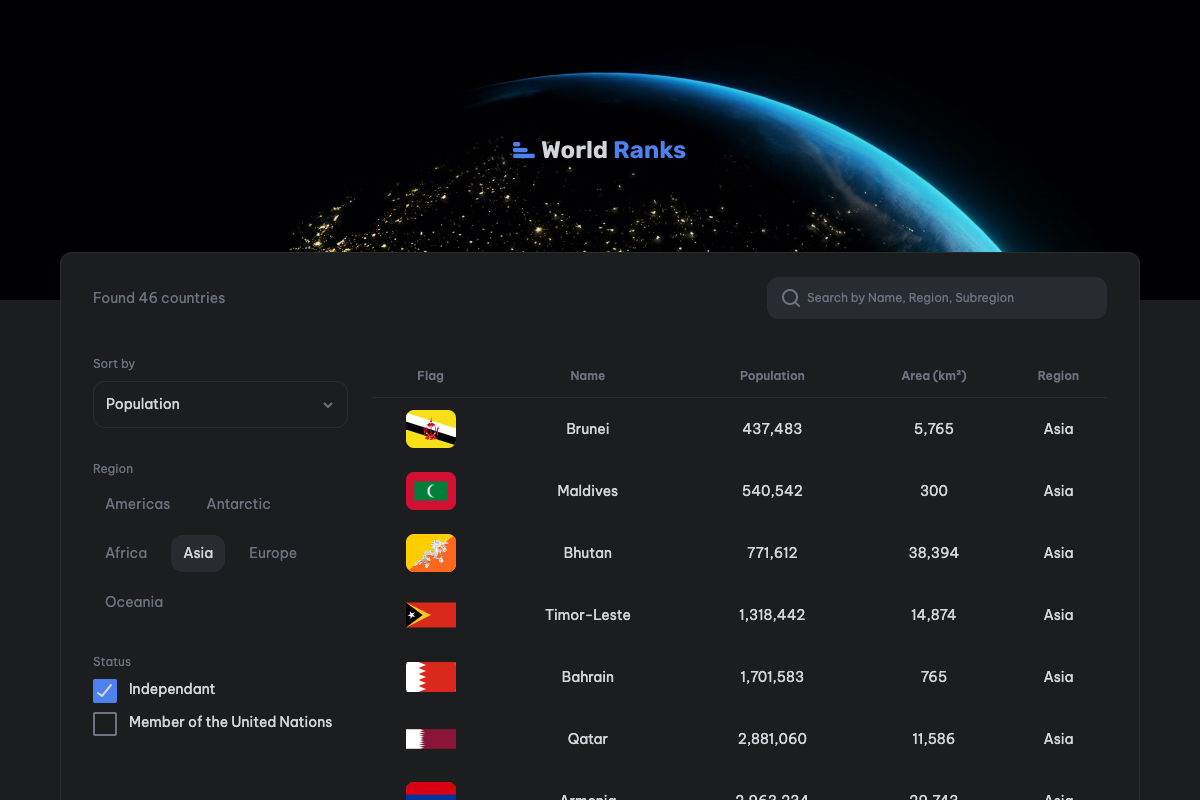 World Ranks
Found 46 countries
Search by Name, Region, Subregion
Sort by
Population
Region
Americas Antarctic
Africa Asia Europe
Oceania
Status
Independant
Member of the United Nations
Flag Name Population Area (km²) Region
Brunei 437,483 5,765 Asia
Maldives 540,542 300 Asia
Bhutan 771,612 38,394 Asia
Timor-Leste 1,318,442 14,874 Asia
Bahrain 1,701,583 765 Asia
Qatar 2,881,060 11,586 Asia
Armenia 2,963,234 29,743 Asia